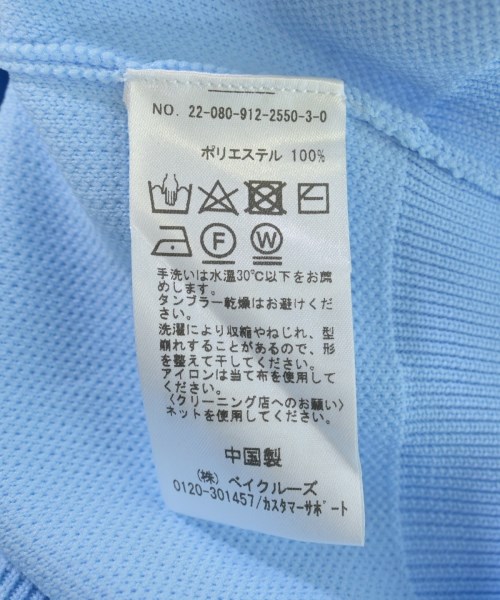 NO. 22-080-912-2550-3-0
ポリエステル 100%
F W
手洗いは水温30℃以下をお薦
めします。
タンブラー乾燥はお避けくださ
い。
洗濯により収縮やねじれ、型
崩れすることがあるので、形
を整えて干してください。
アイロンは当て布を使用して
ください。
〈クリーニング店へのお願い〉
ネットを使用してください。
中国製
(株) ベイクルーズ
0120-301457/カスタマーサポート